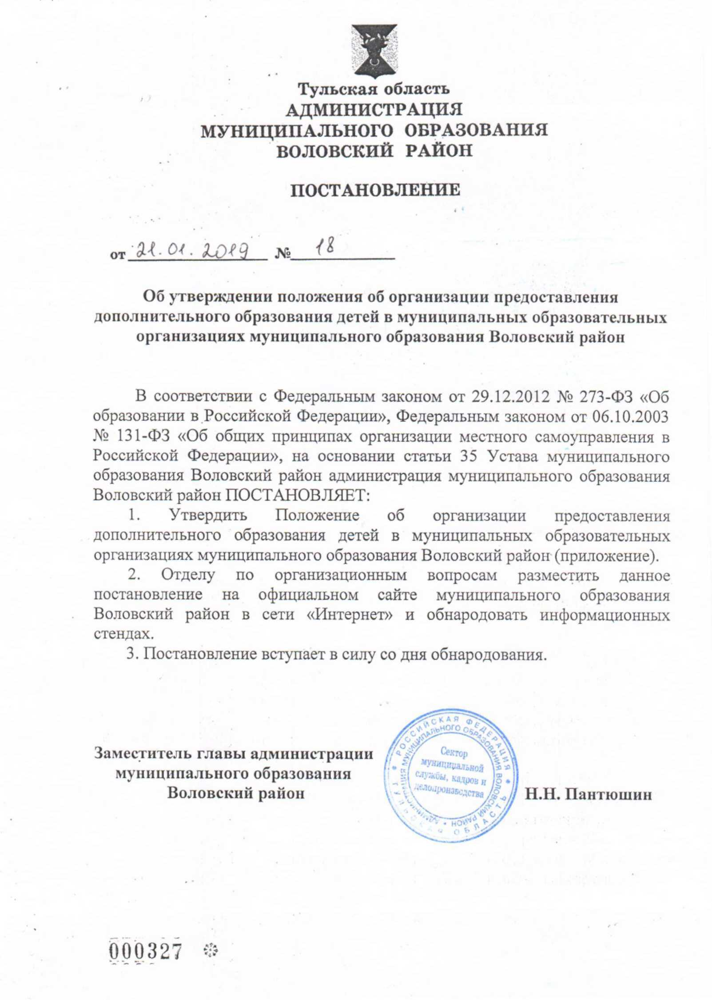 Тульская область
АДМИНИСТРАЦИЯ
МУНИЦИПАЛЬНОГО ОБРАЗОВАНИЯ
ВОЛОВСКИЙ РАЙОН
ПОСТАНОВЛЕНИЕ
от 21.01.2019 № 18
Об утверждении положения об организации предоставления
дополнительного образования детей в муниципальных образовательных
организациях муниципального образования Воловский район
В соответствии с Федеральным законом от 29.12.2012 № 273-ФЗ «Об
образовании в Российской Федерации», Федеральным законом от 06.10.2003
№ 131-ФЗ «Об общих принципах организации местного самоуправления в
Российской Федерации», на основании статьи 35 Устава муниципального
образования Воловский район администрация муниципального образования
Воловский район ПОСТАНОВЛЯЕТ:
1. Утвердить Положение об организации предоставления
дополнительного образования детей в муниципальных образовательных
организациях муниципального образования Воловский район (приложение).
2. Отделу по организационным вопросам разместить данное
постановление на официальном сайте муниципального образования
Воловский район в сети «Интернет» и обнародовать информационных
стендах.
3. Постановление вступает в силу со дня обнародования.
Заместитель главы администрации
муниципального образования
Воловский район
Н.Н. Пантюшин
РОССИЙСКАЯ ФЕДЕРАЦИЯ
ТУЛЬСКАЯ ОБЛАСТЬ
АДМИНИСТРАЦИЯ МУНИЦИПАЛЬНОГО ОБРАЗОВАНИЯ ВОЛОВСКИЙ РАЙОН
Сектор
муниципальной
службы, кадров и
делопроизводства
000327